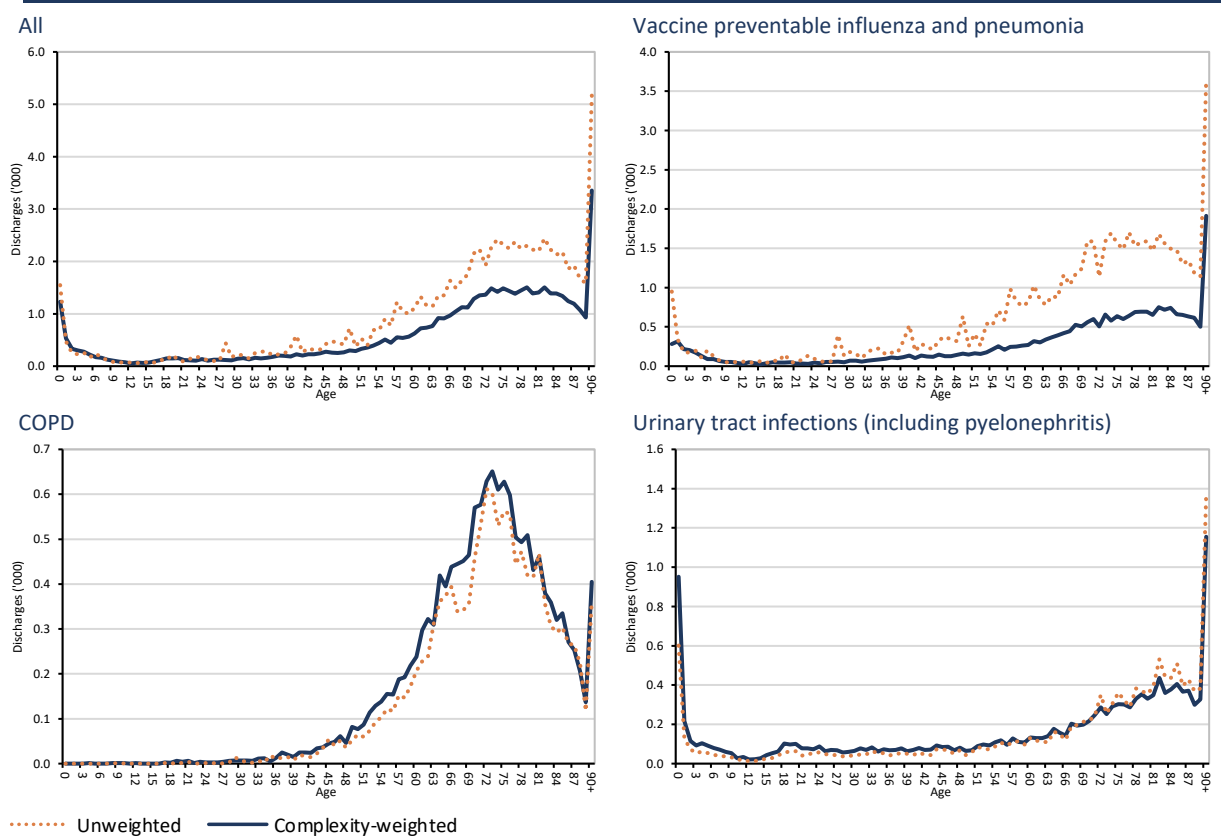 All
Discharges ('000)
6.0
5.0
4.0
3.0
2.0
1.0
0.0
0 3 6 9 12 15 18 21 24 27 30 33 36 39 42 45 48 51 54 57 60 63 66 69 72 75 78 81 84 87 90+
Age
Vaccine preventable influenza and pneumonia
Discharges ('000)
4.0
3.5
3.0
2.5
2.0
1.5
1.0
0.5
0.0
0 3 6 9 12 15 18 21 24 27 30 33 36 39 42 45 48 51 54 57 60 63 66 69 72 75 78 81 84 87 90+
Age
COPD
Discharges ('000)
0.7
0.6
0.5
0.4
0.3
0.2
0.1
0.0
0 3 6 9 12 15 18 21 24 27 30 33 36 39 42 45 48 51 54 57 60 63 66 69 72 75 78 81 84 87 90+
Age
Urinary tract infections (including pyelonephritis)
Discharges ('000)
1.6
1.4
1.2
1.0
0.8
0.6
0.4
0.2
0.0
0 3 6 9 12 15 18 21 24 27 30 33 36 39 42 45 48 51 54 57 60 63 66 69 72 75 78 81 84 87 90+
Age
Unweighted Complexity-weighted